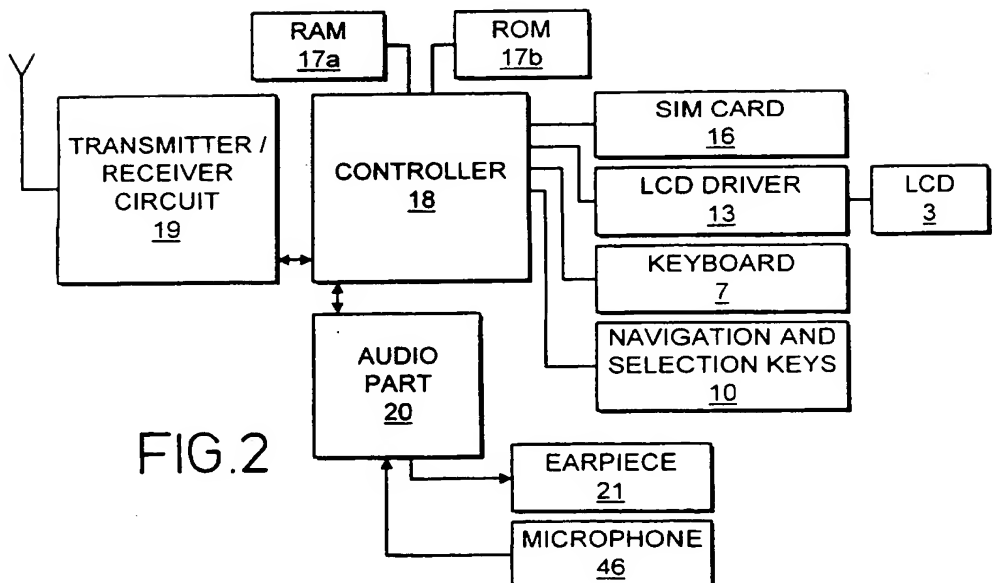 RAM
17a
ROM
17b
TRANSMITTER /
RECEIVER
CIRCUIT
19
CONTROLLER
18
SIM CARD
16
LCD DRIVER
13
LCD
3
KEYBOARD
7
NAVIGATION AND
SELECTION KEYS
10
AUDIO
PART
20
FIG.2
EARPIECE
21
MICROPHONE
46